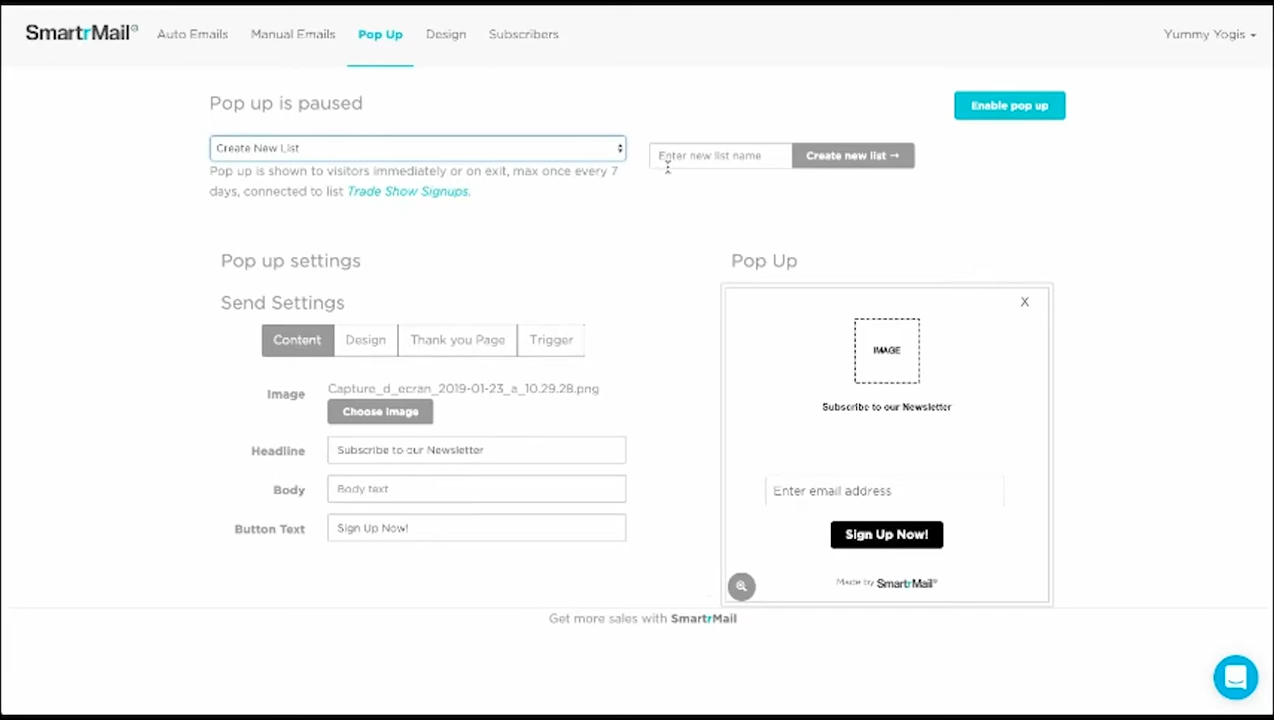 SmartrMail Auto Emails Manual Emails Pop Up Design Subscribers Yummy Yogis
Pop up is paused
Enable pop up
Create New List
Enter new list name Create new list →
Pop up is shown to visitors immediately or on exit, max once every 7
days, connected to list Trade Show Signups.
Pop up settings
Send Settings
Content Design Thank you Page Trigger
Image Capture_d_ecran_2019-01-23_a_10.29.28.png
Choose image
Headline Subscribe to our Newsletter
Body Body text
Button Text Sign Up Now!
Pop Up
X
IMAGE
Subscribe to our Newsletter
Enter email address
Sign Up Now!
Made by SmartrMail
Get more sales with SmartrMail